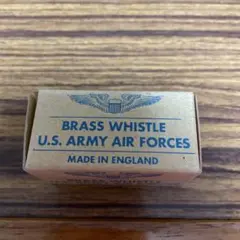 BRASS WHISTLE
U.S. ARMY AIR FORCES
MADE IN ENGLAND